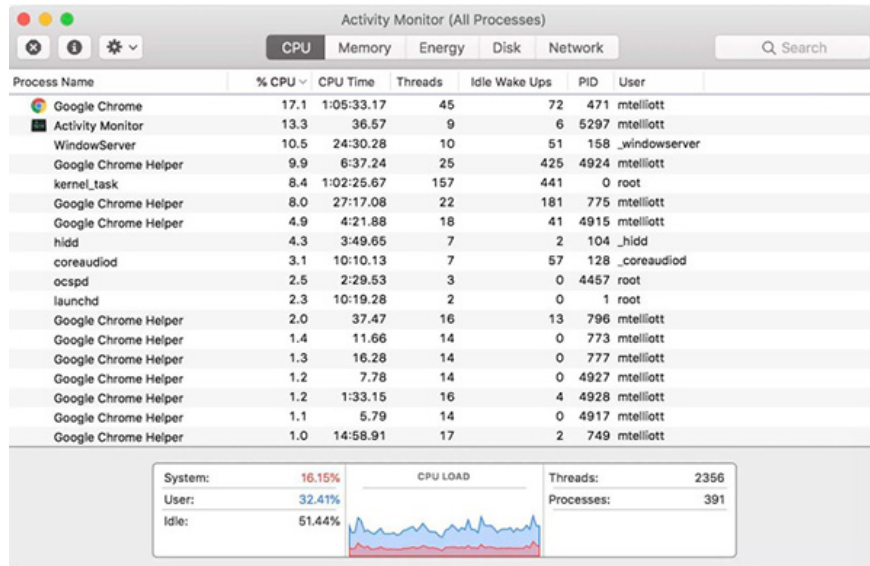 Activity Monitor (All Processes)
CPU Memory Energy Disk Network Search
Process Name % CPU CPU Time Threads Idle Wake Ups PID User
Google Chrome 17.1 1:05:33.17 45 72 471 mtelliott
Activity Monitor 13.3 36.57 9 6 5297 mtelliott
WindowServer 10.5 24:30.28 10 51 158 _windowserver
Google Chrome Helper 9.9 6:37.24 25 425 4924 mtelliott
kernel_task 8.4 1:02:25.67 157 441 0 root
Google Chrome Helper 8.0 27:17.08 22 181 775 mtelliott
Google Chrome Helper 4.9 4:21.88 18 41 4915 mtelliott
hidd 4.3 3:49.65 7 2 104 _hidd
coreaudiod 3.1 10:10.13 7 57 128 _coreaudiod
ocspd 2.5 2:29.53 3 0 4457 root
launchd 2.3 10:19.28 2 0 1 root
Google Chrome Helper 2.0 37.47 16 13 796 mtelliott
Google Chrome Helper 1.4 11.66 14 0 773 mtelliott
Google Chrome Helper 1.3 16.28 14 0 777 mtelliott
Google Chrome Helper 1.2 7.78 14 0 4927 mtelliott
Google Chrome Helper 1.2 1:33.15 16 4 4928 mtelliott
Google Chrome Helper 1.1 5.79 14 0 4917 mtelliott
Google Chrome Helper 1.0 14:58.91 17 2 749 mtelliott
System: 16.15% CPU LOAD Threads: 2356
User: 32.41% Processes: 391
Idle: 51.44%